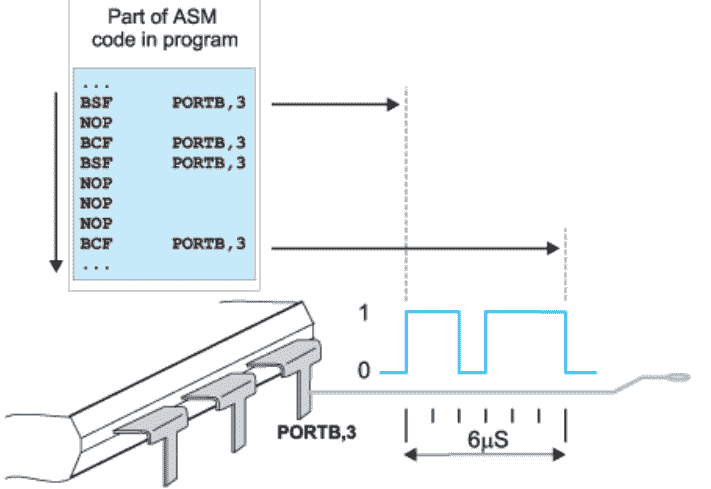 Part of ASM
code in program
...
BSF PORTB,3
NOP
BCF PORTB,3
BSF PORTB,3
NOP
NOP
NOP
BCF PORTB,3
...
1
0
PORTB,3
6µS